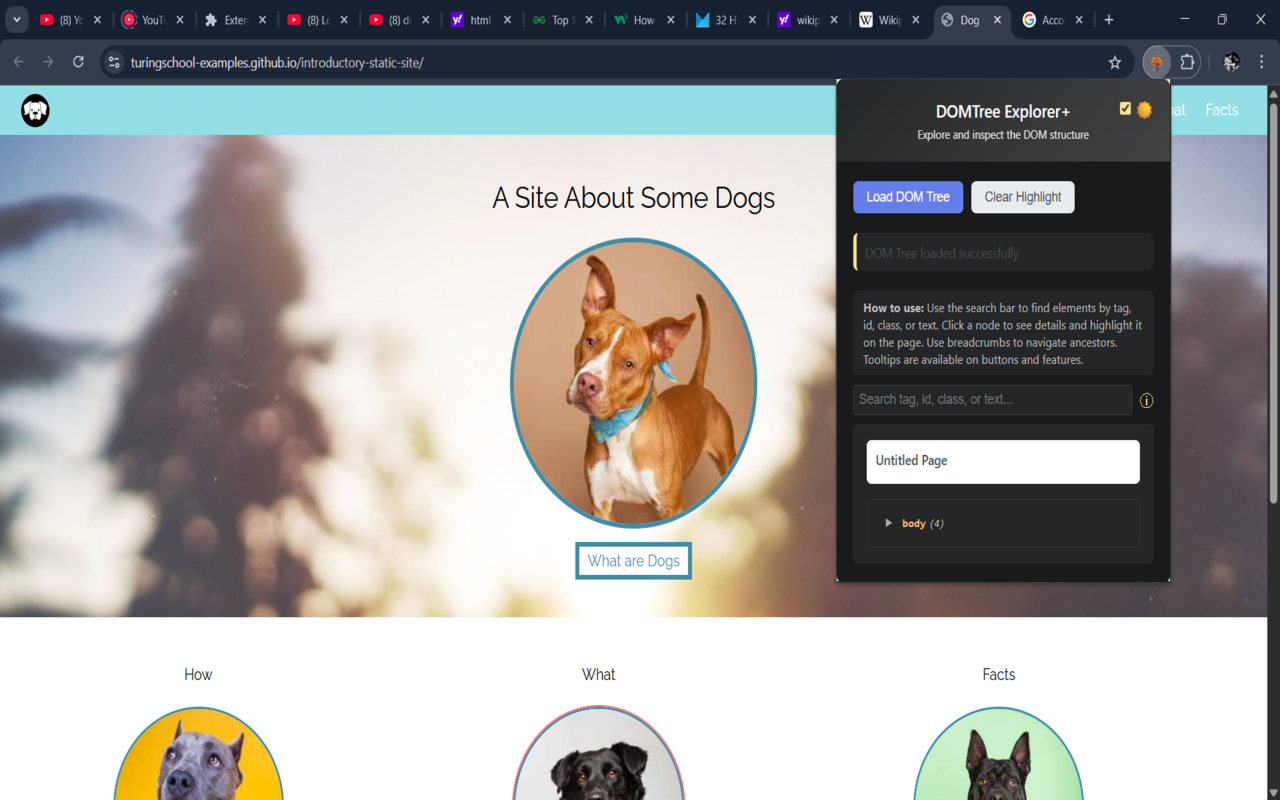 (8) Yo
YouT
Exten
(8) Le
(8) de
html
Top 1
How
32 H
wikip
Wikip
Dog
Acco
turingschool-examples.github.io/introductory-static-site/
Facts
A Site About Some Dogs
What are Dogs
How
What
Facts
DOMTree Explorer+
Explore and inspect the DOM structure
Load DOM Tree
Clear Highlight
DOM Tree loaded successfully
How to use: Use the search bar to find elements by tag,
id, class, or text. Click a node to see details and highlight it
on the page. Use breadcrumbs to navigate ancestors.
Tooltips are available on buttons and features.
Search tag, id, class, or text...
Untitled Page
body (4)